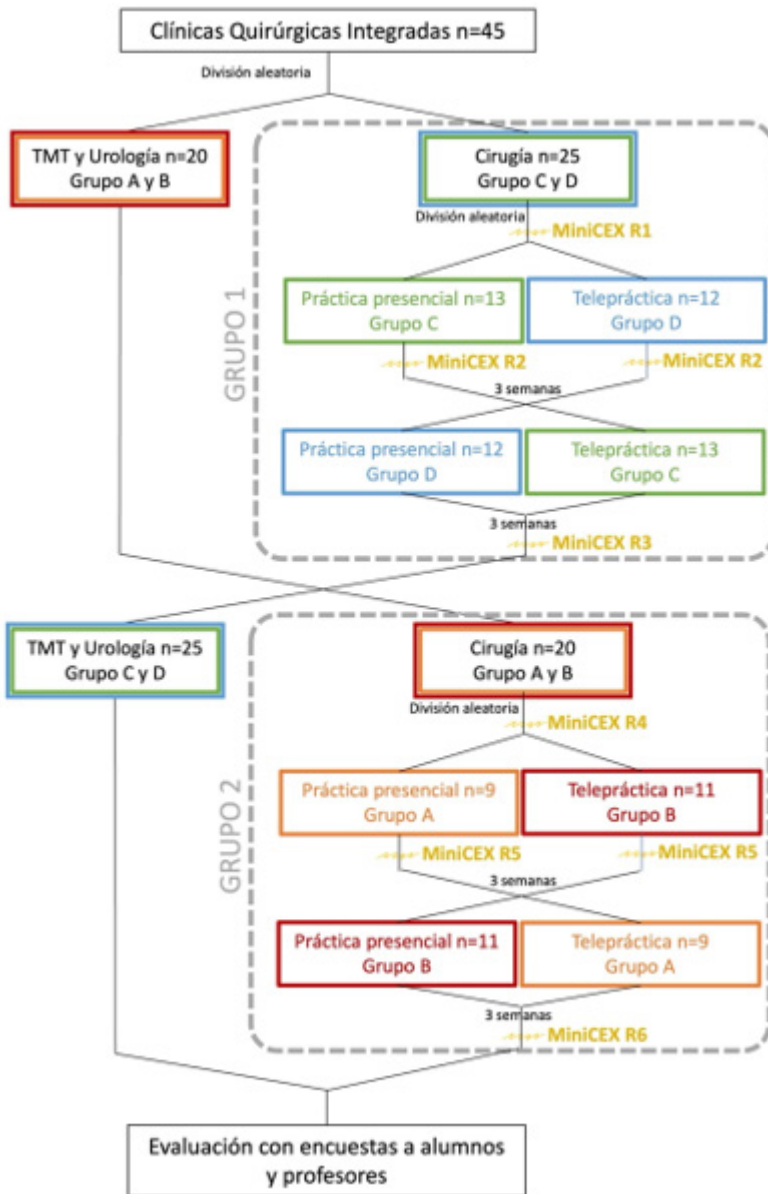 Clínicas Quirúrgicas Integradas n=45
División aleatoria
TMT y Urología n=20
Grupo A y B
Cirugía n=25
Grupo C y D
División aleatoria
MiniCEX R1
GRUPO 1
Práctica presencial n=13
Grupo C
Telepráctica n=12
Grupo D
MiniCEX R2
MiniCEX R2
3 semanas
Práctica presencial n=12
Grupo D
Telepráctica n=13
Grupo C
3 semanas
MiniCEX R3
TMT y Urología n=25
Grupo C y D
Cirugía n=20
Grupo A y B
División aleatoria
MiniCEX R4
GRUPO 2
Práctica presencial n=9
Grupo A
Telepráctica n=11
Grupo B
MiniCEX R5
MiniCEX R5
3 semanas
Práctica presencial n=11
Grupo B
Telepráctica n=9
Grupo A
3 semanas
MiniCEX R6
Evaluación con encuestas a alumnos
y profesores